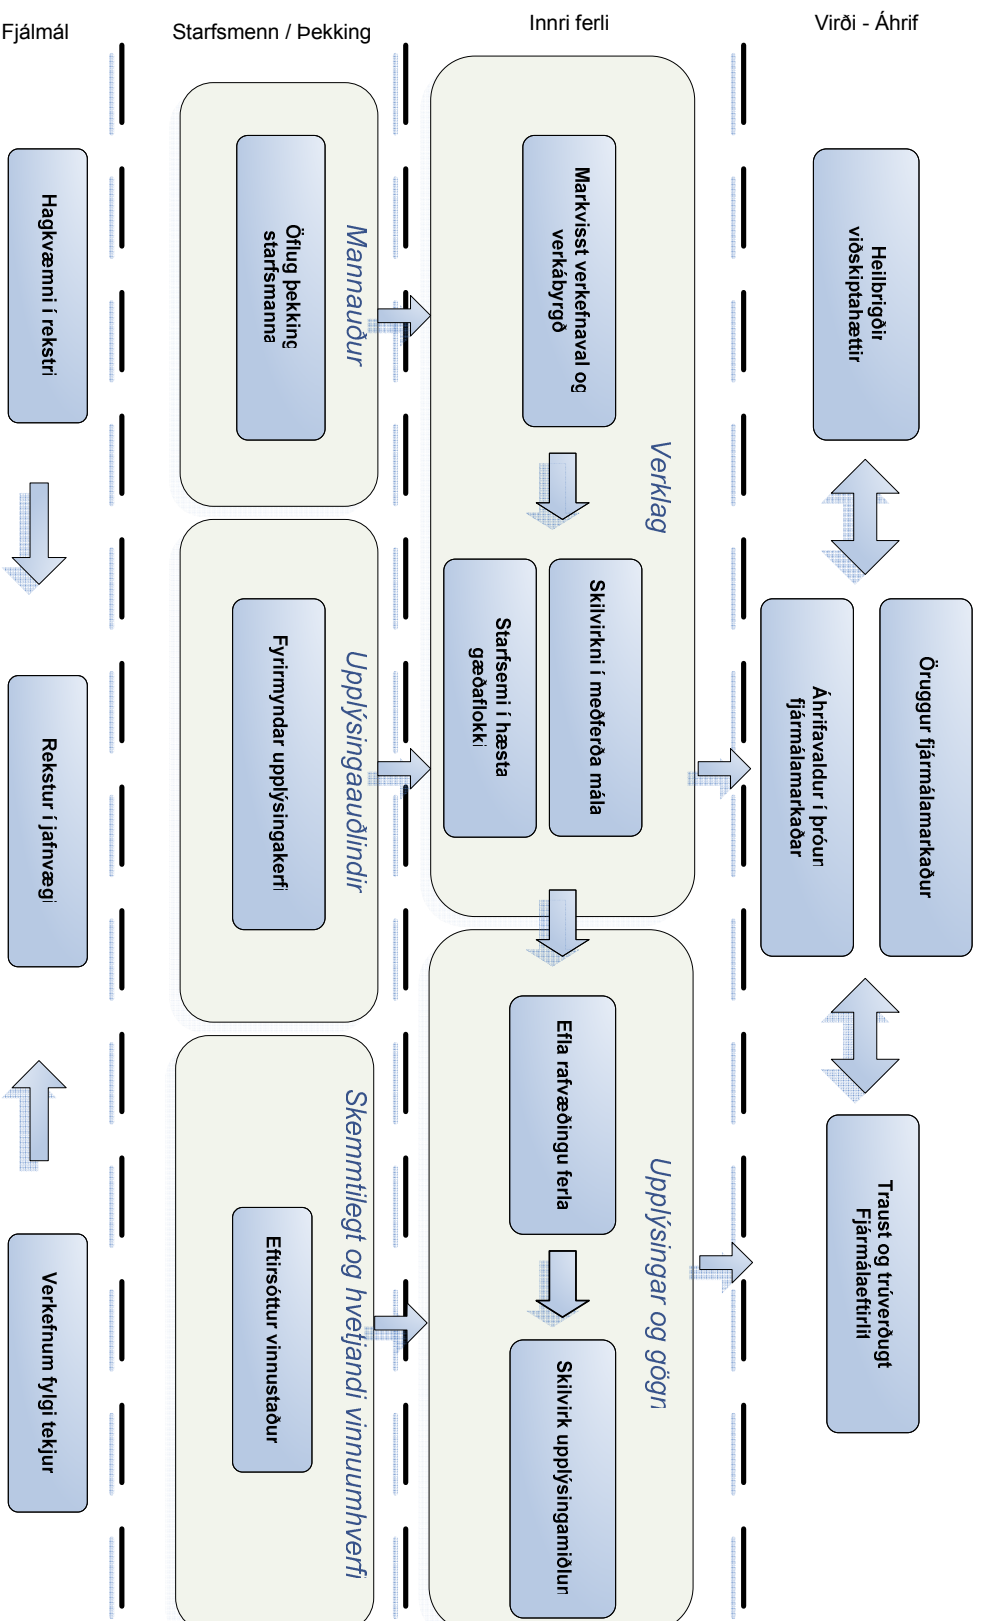 Fjálmál
Starfsmenn / Þekking
Innri ferli
Virði - Áhrif
Heilbrigðir
viðskiptahættir
Öruggur fjármálamarkaður
Áhrifavaldur í þróun
fjármálamarkaðar
Traust og trúverðugt
Fjármálaeftirlit
Verklag
Markvisst verkefnaval og
verkábyrgð
Skilvirkni í meðferða mála
Starfsemi í hæsta
gæðaflokki
Upplýsingar og gögn
Efla rafvæðingu ferla
Skilvirk upplýsingamiðlun
Mannauður
Öflug þekking
starfsmanna
Upplýsingaauðlindir
Fyrirmyndar upplýsingakerfi
Skemmtilegt og hvetjandi vinnuumhverfi
Eftirsóttur vinnustaður
Hagkvæmni í rekstri
Rekstur í jafnvægi
Verkefnum fylgi tekjur